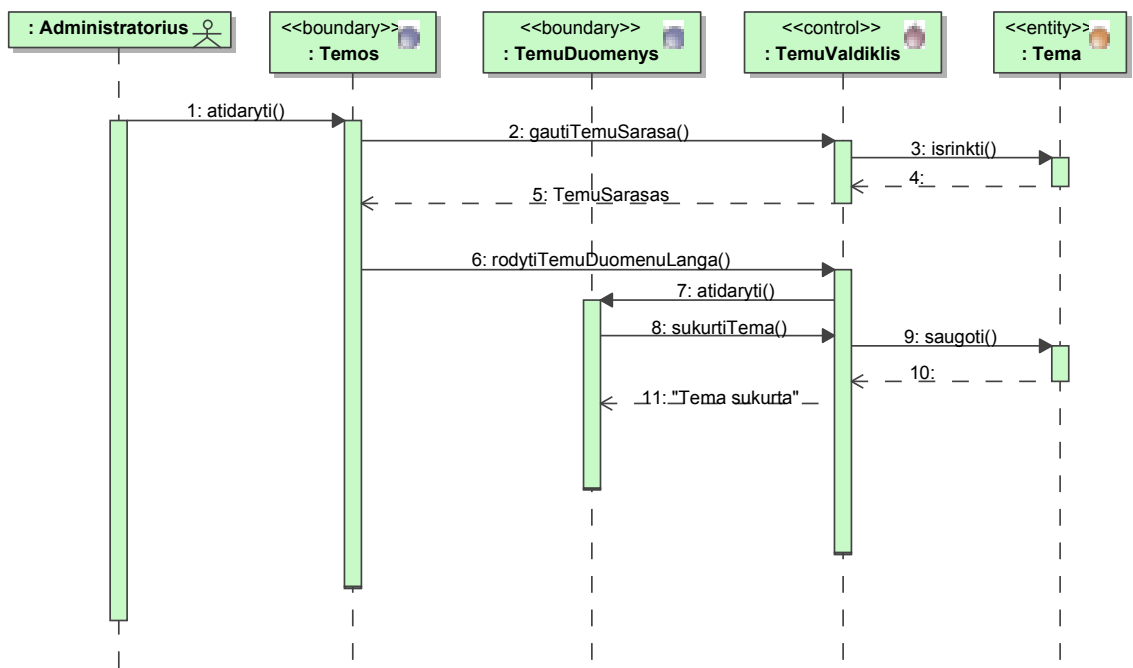 : Administratorius
<<boundary>>
: Temos
<<boundary>>
: TemuDuomenys
<<control>>
: TemuValdiklis
<<entity>>
: Tema
1: atidaryti()
2: gautiTemuSarasa()
3: isrinkti()
4:
5: TemuSarasas
6: rodytiTemuDuomenuLanga()
7: atidaryti()
8: sukurtiTema()
9: saugoti()
10:
11: "Tema sukurta"